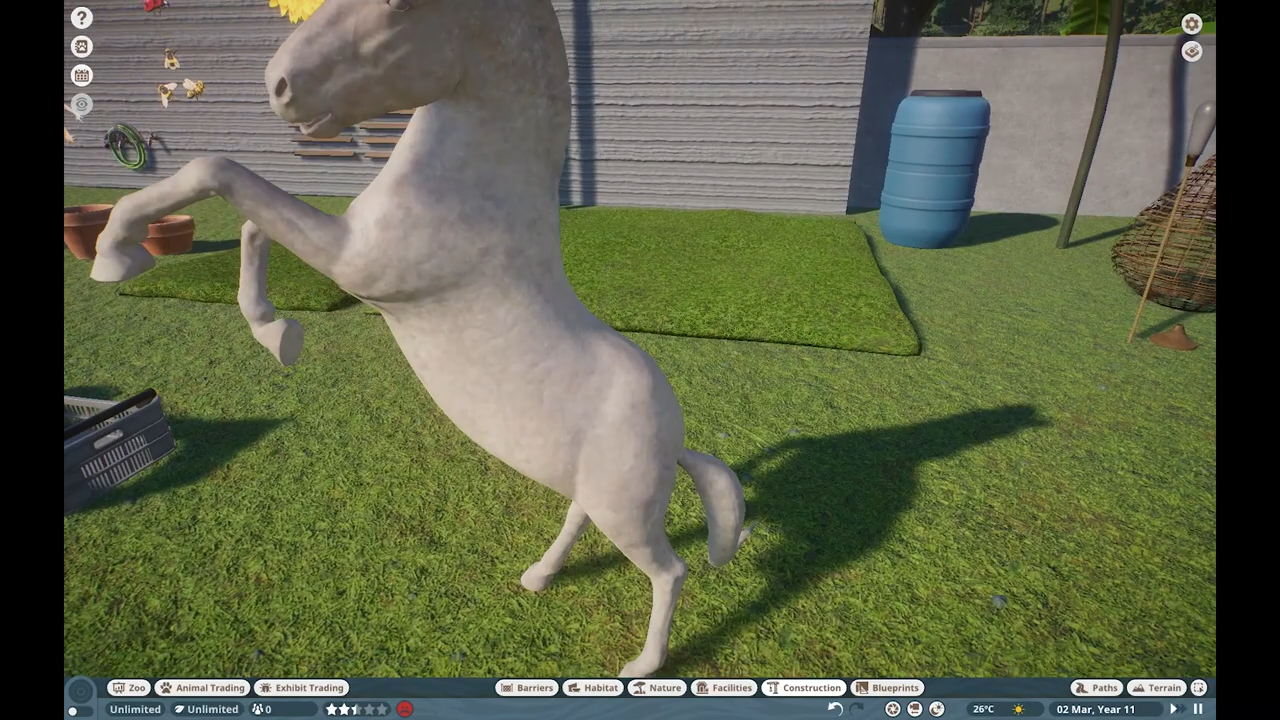 ?
Zoo Animal Trading Exhibit Trading Barriers Habitat Nature Facilities Construction Blueprints Paths Terrain
Unlimited Unlimited 0 26°C 02 Mar, Year 11